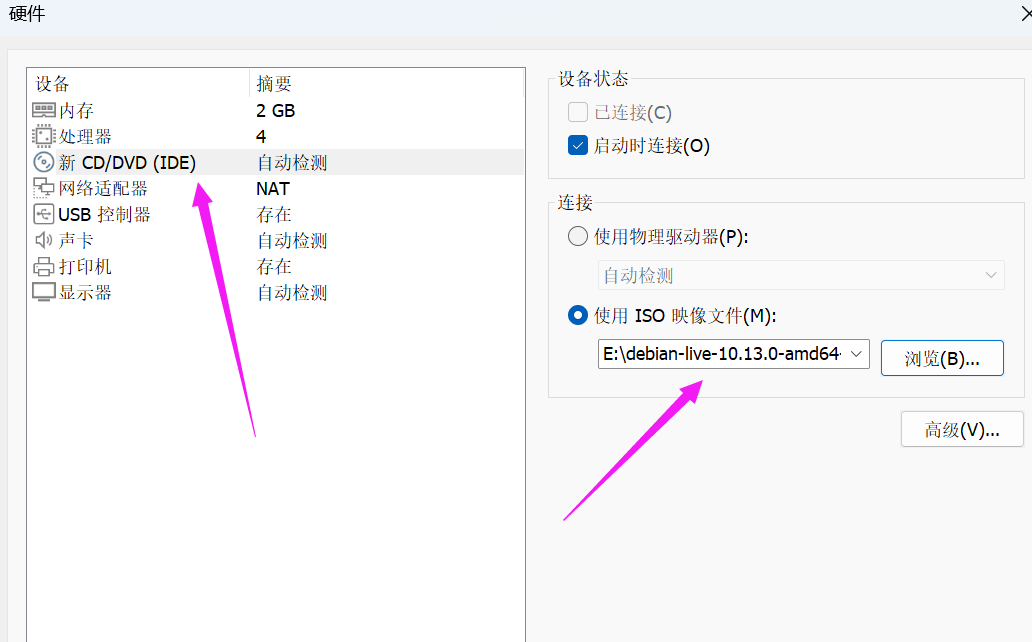 硬件
设备 摘要
内存 2 GB
处理器 4
新 CD/DVD (IDE) 自动检测
网络适配器 NAT
USB 控制器 存在
声卡 自动检测
打印机 存在
显示器 自动检测
设备状态
已连接(C)
启动时连接(O)
连接
使用物理驱动器(P):
自动检测
使用 ISO 映像文件(M):
E:\debian-live-10.13.0-amd64- 浏览(B)...
高级(V)...